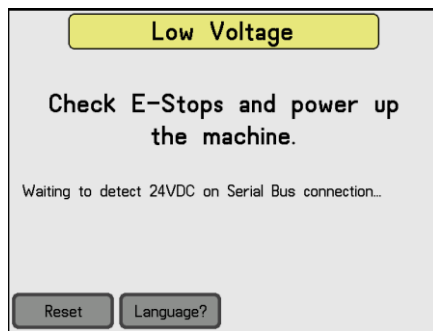 Low Voltage
Check E-Stops and power up
the machine.
Waiting to detect 24VDC on Serial Bus connection...
Reset
Language?